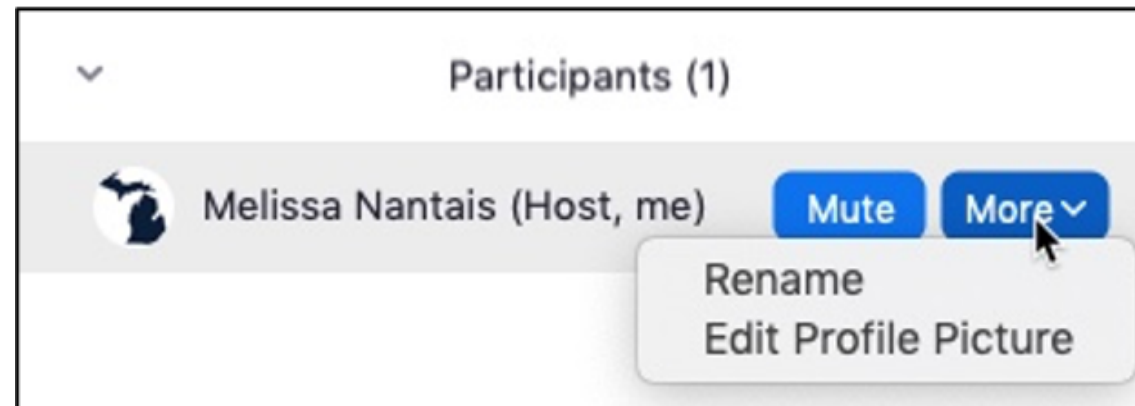 Participants (1)
Melissa Nantais (Host, me) Mute More
Rename
Edit Profile Picture